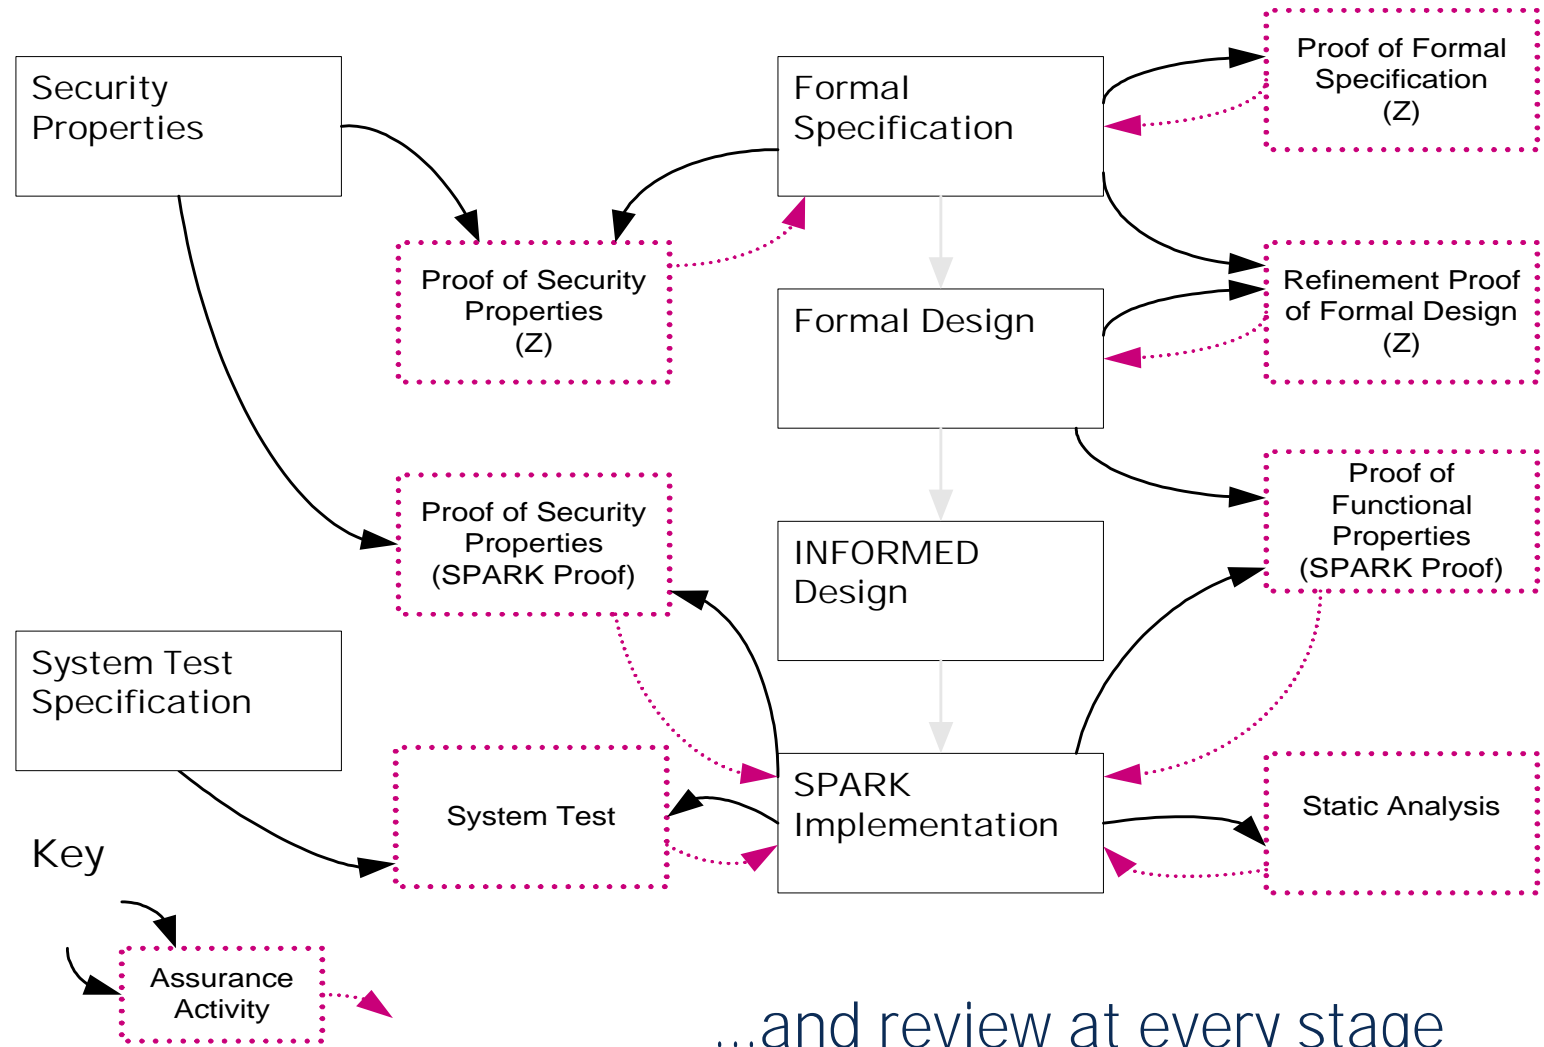 Security
Properties
Formal
Specification
Proof of Formal
Specification
(Z)
Proof of Security
Properties
(Z)
Formal Design
Refinement Proof
of Formal Design
(Z)
Proof of Security
Properties
(SPARK Proof)
INFORMED
Design
Proof of
Functional
Properties
(SPARK Proof)
System Test
Specification
System Test
SPARK
Implementation
Static Analysis
Key
Assurance
Activity
...and review at every stage